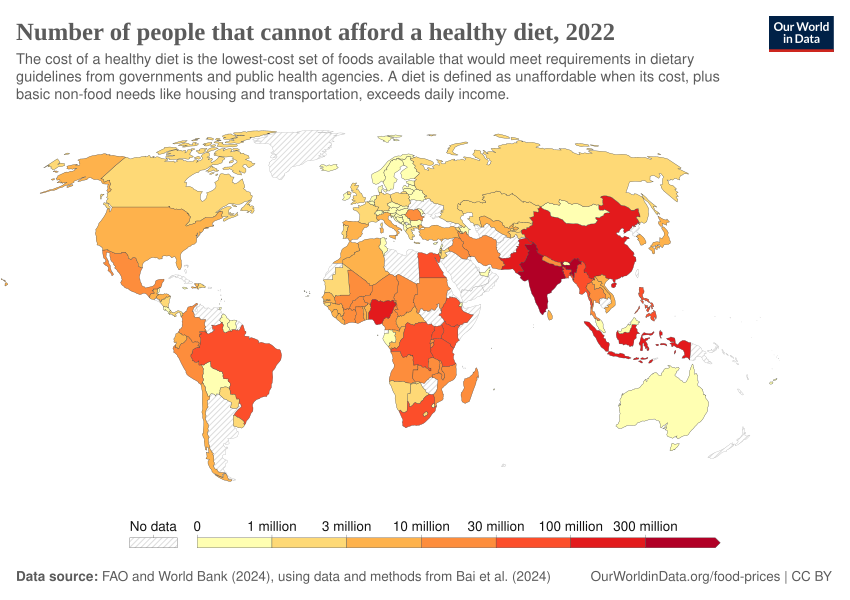 Number of people that cannot afford a healthy diet, 2022
Our World
in Data
The cost of a healthy diet is the lowest-cost set of foods available that would meet requirements in dietary
guidelines from governments and public health agencies. A diet is defined as unaffordable when its cost, plus
basic non-food needs like housing and transportation, exceeds daily income.
No data
0
1 million
3 million
10 million
30 million
100 million
300 million
Data source: FAO and World Bank (2024), using data and methods from Bai et al. (2024)
OurWorldinData.org/food-prices | CC BY